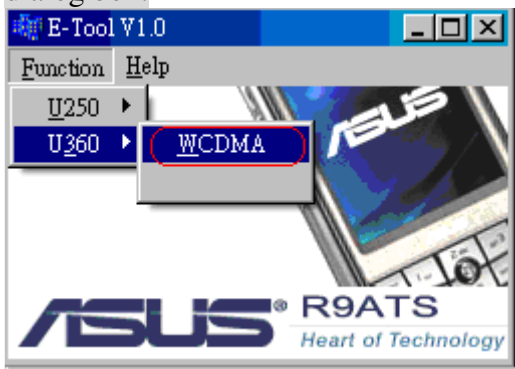 E-Tool V1.0
Function Help
U250
U360
WCDMA
ASUS
ASUS® R9ATS
Heart of Technology